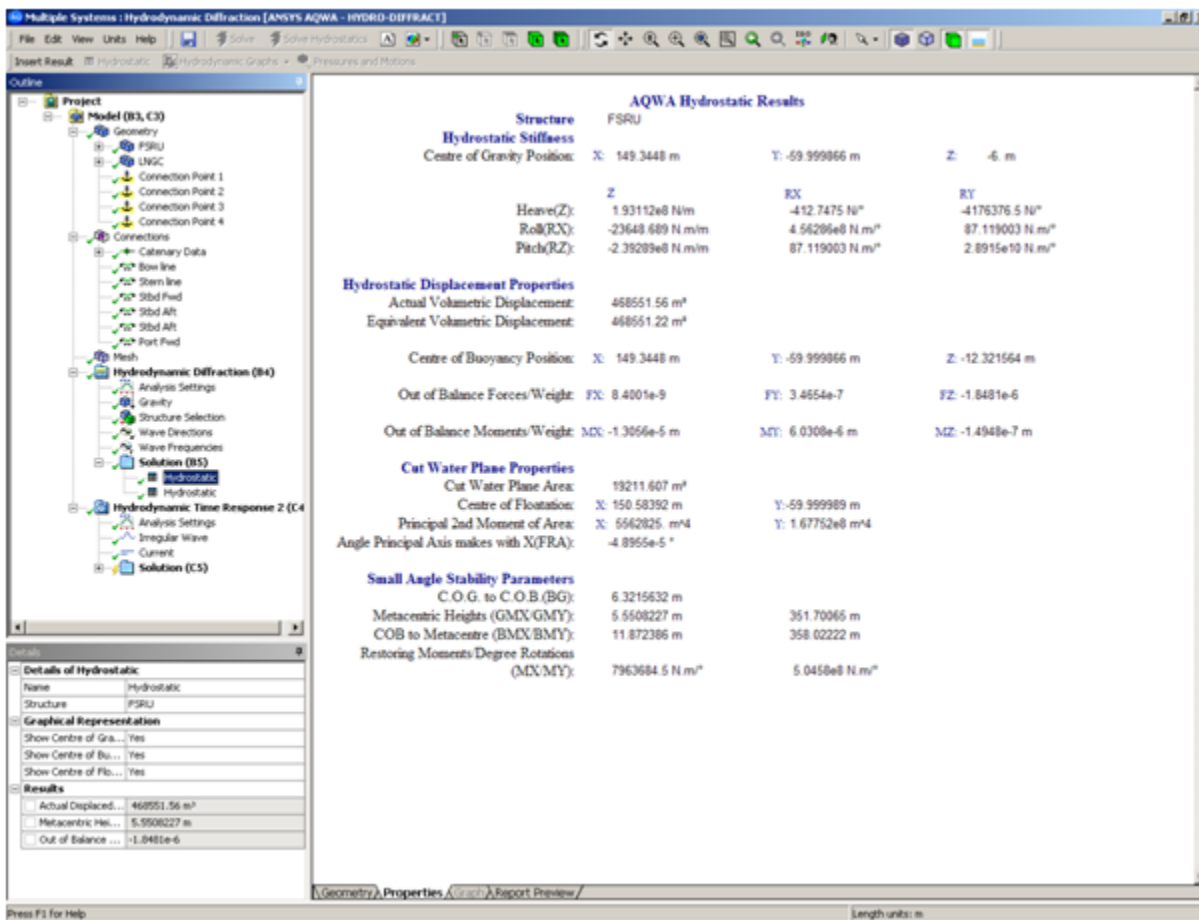 Multiple Systems : Hydrodynamic Diffraction [ANSYS AQWA - HYDRO-DIFFRACT]
File Edit View Units Help Solve Solve Hydrostatics
Insert Result Hydrostatic Hydrodynamic Graphs Pressures and Motions
Outline
Project
Model (B3, C3)
Geometry
FSRU
LNGC
Connection Point 1
Connection Point 2
Connection Point 3
Connection Point 4
Connections
Catenary Data
Bow line
Stern line
Stbd Fwd
Stbd Aft
Stbd Aft
Port Fwd
Mesh
Hydrodynamic Diffraction (B4)
Analysis Settings
Gravity
Structure Selection
Wave Directions
Wave Frequencies
Solution (B5)
Hydrostatic
Hydrostatic
Hydrodynamic Time Response 2 (C4
Analysis Settings
Irregular Wave
Current
Solution (C5)
Details
Details of Hydrostatic
Name Hydrostatic
Structure FSRU
Graphical Representation
Show Centre of Gra... Yes
Show Centre of Bu... Yes
Show Centre of Flo... Yes
Results
Actual Displaced... 468551.56 m³
Metacentric Hei... 5.5508227 m
Out of Balance ... -1.8481e-6
AQWA Hydrostatic Results
Structure FSRU
Hydrostatic Stiffness
Centre of Gravity Position: X: 149.3448 m Y: -59.999866 m Z: -6. m
Z RX RY
Heave(Z): 1.93112e8 N/m -412.7475 N/° -4176376.5 N/°
Roll(RX): -23648.689 N.m/m 4.56286e8 N.m/° 87.119003 N.m/°
Pitch(RZ): -2.39289e8 N.m/m 87.119003 N.m/° 2.8915e10 N.m/°
Hydrostatic Displacement Properties
Actual Volumetric Displacement: 468551.56 m³
Equivalent Volumetric Displacement: 468551.22 m³
Centre of Buoyancy Position: X: 149.3448 m Y: -59.999866 m Z: -12.321564 m
Out of Balance Forces/Weight: FX: 8.4001e-9 FY: 3.4654e-7 FZ: -1.8481e-6
Out of Balance Moments/Weight: MX: -1.3056e-5 m MY: 6.0308e-6 m MZ: -1.4948e-7 m
Cut Water Plane Properties
Cut Water Plane Area: 19211.607 m²
Centre of Floatation: X: 150.58392 m Y:-59.999989 m
Principal 2nd Moment of Area: X: 5562825. m^4 Y: 1.67752e8 m^4
Angle Principal Axis makes with X(FRA): -4.8955e-5 °
Small Angle Stability Parameters
C.O.G. to C.O.B.(BG): 6.3215632 m
Metacentric Heights (GMX/GMY): 5.5508227 m 351.70065 m
COB to Metacentre (BMX/BMY): 11.872386 m 358.02222 m
Restoring Moments/Degree Rotations
(MX/MY): 7963684.5 N.m/° 5.0458e8 N.m/°
Geometry Properties Graph Report Preview
Press F1 for Help Length units: m